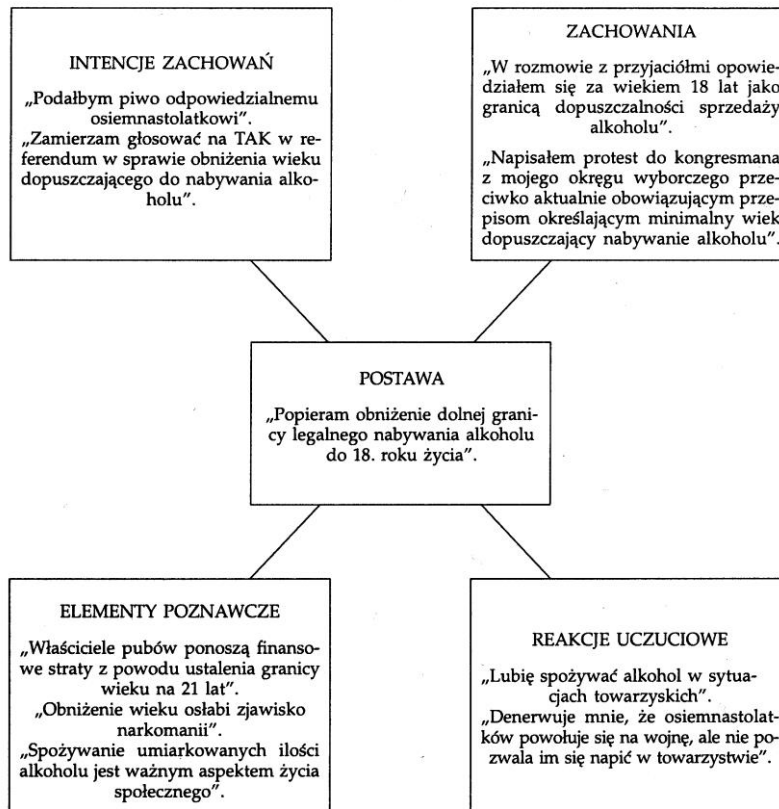 INTENCJE ZACHOWAŃ
„Podałbym piwo odpowiedzialnemu
osiemnastolatkowi”.
„Zamierzam głosować na TAK w re-
ferendum w sprawie obniżenia wieku
dopuszczającego do nabywania alko-
holu”.
ZACHOWANIA
„W rozmowie z przyjaciółmi opowie-
działem się za wiekiem 18 lat jako
granicą dopuszczalności sprzedaży
alkoholu”.
„Napisałem protest do kongresmana
z mojego okręgu wyborczego prze-
ciwko aktualnie obowiązującym prze-
pisom określającym minimalny wiek
dopuszczający nabywanie alkoholu”.
POSTAWA
„Popieram obniżenie dolnej grani-
cy legalnego nabywania alkoholu
do 18. roku życia”.
ELEMENTY POZNAWCZE
„Właściciele pubów ponoszą finanso-
we straty z powodu ustalenia granicy
wieku na 21 lat”.
„Obniżenie wieku osłabi zjawisko
narkomanii”.
„Spożywanie umiarkowanych ilości
alkoholu jest ważnym aspektem życia
społecznego”.
REAKCJE UCZUCIOWE
„Lubię spożywać alkohol w sytua-
cjach towarzyskich”.
„Denerwuje mnie, że osiemnastolat-
ków powołuje się na wojnę, ale nie po-
zwala im się napić w towarzystwie”.